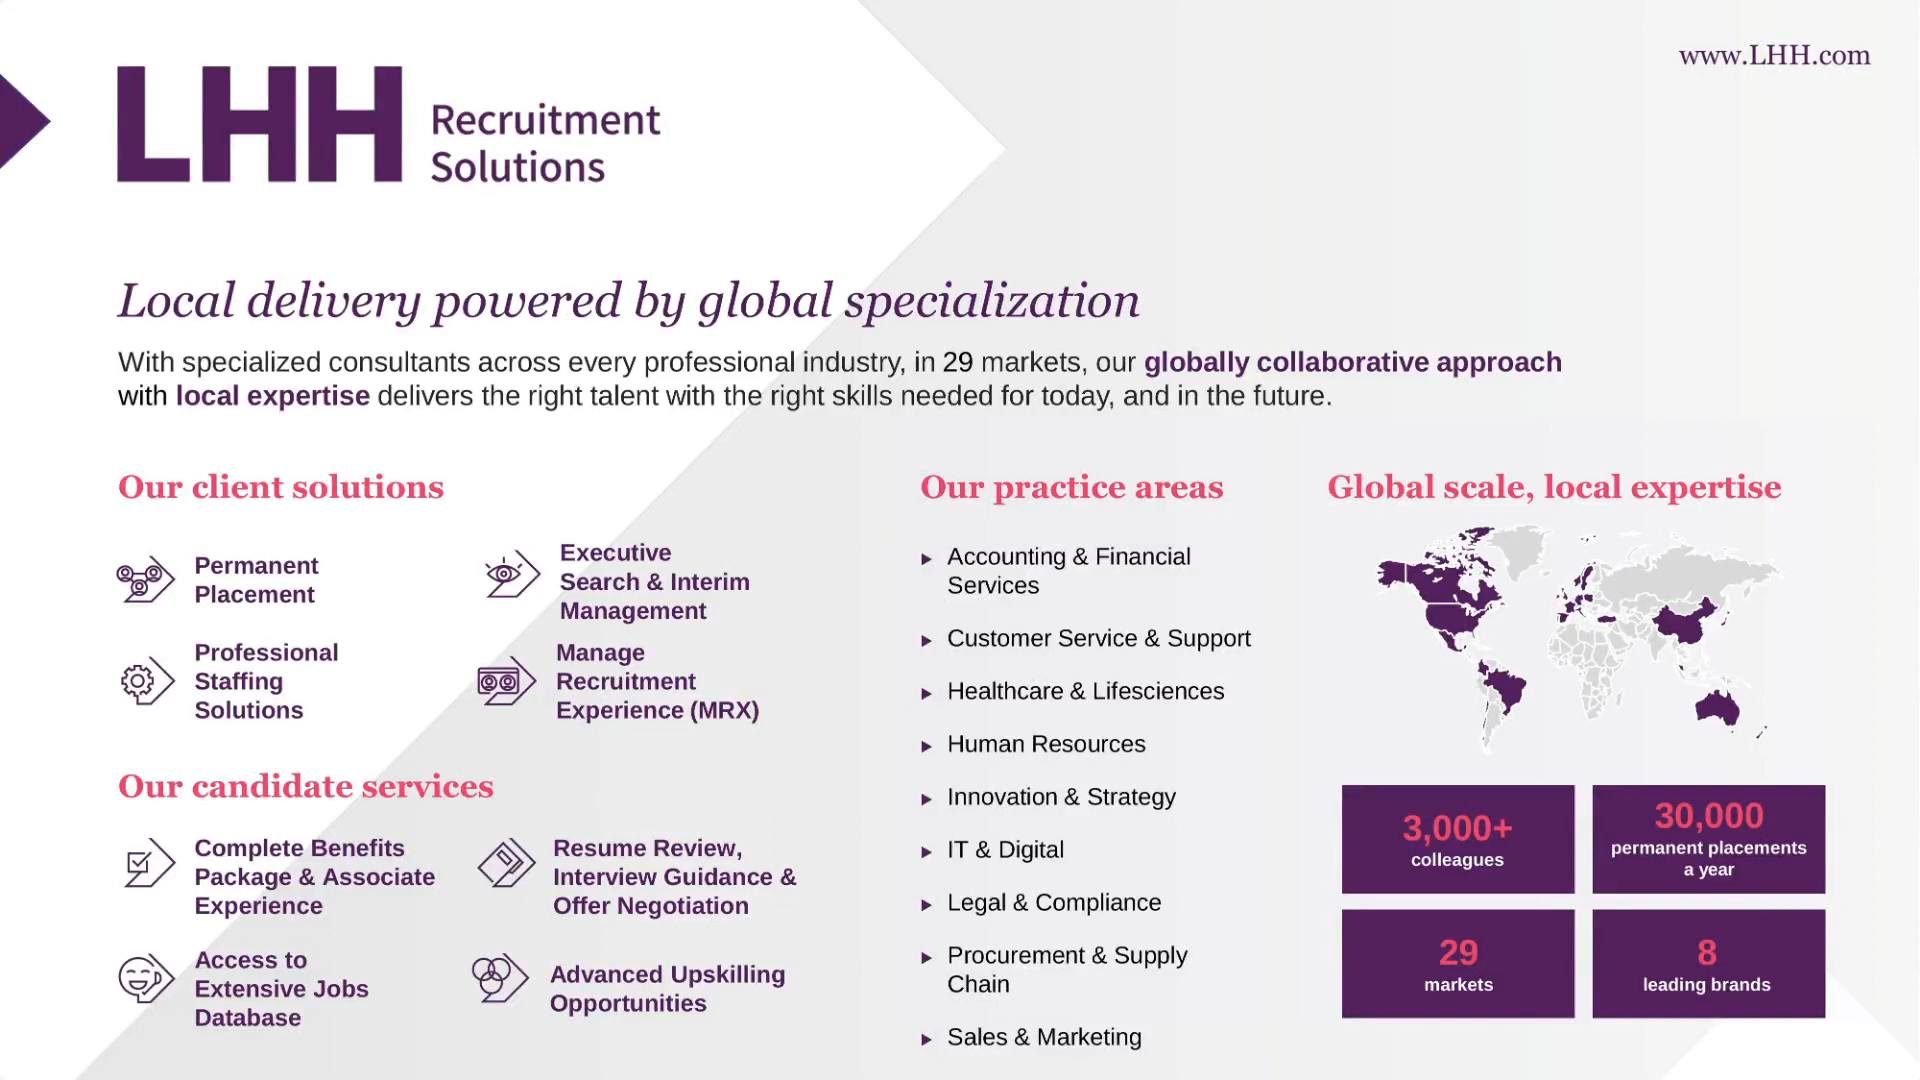 www.LHH.com
LHH Recruitment
Solutions
Local delivery powered by global specialization
With specialized consultants across every professional industry, in 29 markets, our globally collaborative approach
with local expertise delivers the right talent with the right skills needed for today, and in the future.
Our client solutions
Permanent
Placement
Executive
Search & Interim
Management
Professional
Staffing
Solutions
Manage
Recruitment
Experience (MRX)
Our candidate services
Complete Benefits
Package & Associate
Experience
Resume Review,
Interview Guidance &
Offer Negotiation
Access to
Extensive Jobs
Database
Advanced Upskilling
Opportunities
Our practice areas
Accounting & Financial
Services
Customer Service & Support
Healthcare & Lifesciences
Human Resources
Innovation & Strategy
IT & Digital
Legal & Compliance
Procurement & Supply
Chain
Sales & Marketing
Global scale, local expertise
3,000+
colleagues
30,000
permanent placements
a year
29
markets
8
leading brands